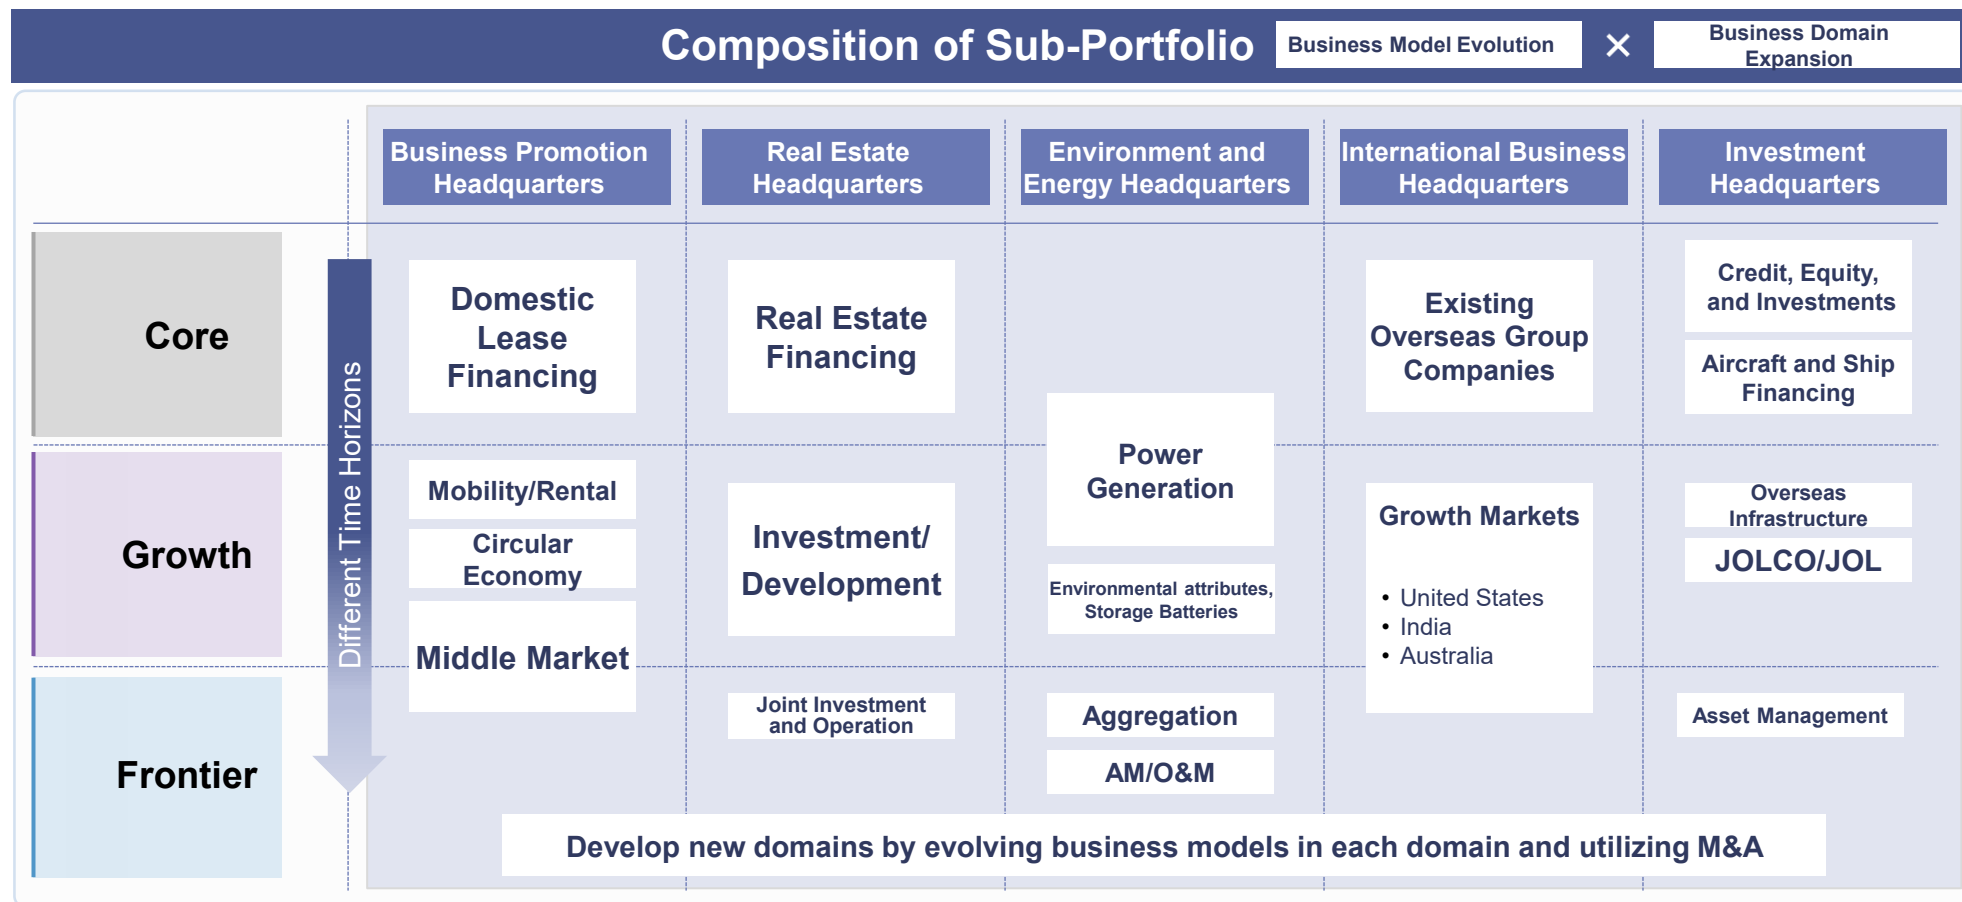 Composition of Sub-Portfolio
Business Model Evolution
×
Business Domain
Expansion
Business Promotion
Headquarters
Real Estate
Headquarters
Environment and
Energy Headquarters
International Business
Headquarters
Investment
Headquarters
Different Time Horizons
Core
Domestic
Lease
Financing
Real Estate
Financing
Existing
Overseas Group
Companies
Credit, Equity,
and Investments
Aircraft and Ship
Financing
Power
Generation
Growth
Mobility/Rental
Circular
Economy
Middle Market
Investment/
Development
Environmental attributes,
Storage Batteries
Growth Markets
• United States
• India
• Australia
Overseas
Infrastructure
JOLCO/JOL
Frontier
Joint Investment
and Operation
Aggregation
AM/O&M
Asset Management
Develop new domains by evolving business models in each domain and utilizing M&A